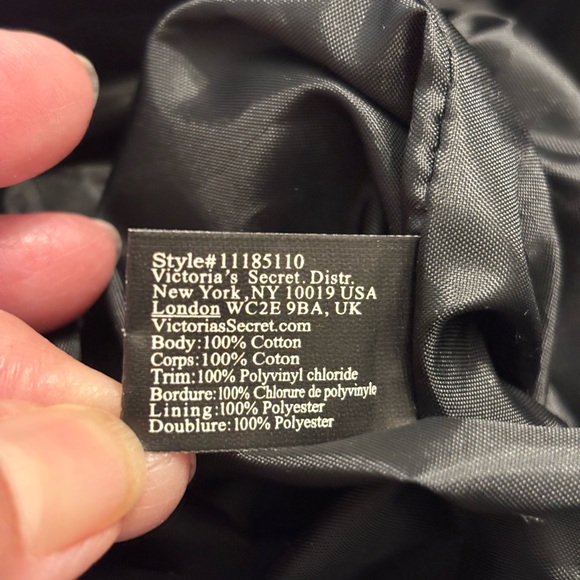 Style#11185110
Victoria's Secret. Distr.
New York,NY 10019 USA
London WC2E 9BA, UK
VictoriasSecret.com
Body:100% Cotton
Corps:100% Coton
Trim:100% Polyvinyl chloride
Bordure:100% Chlorure de polyvinyle
Lining:100% Polyester
Doublure:100% Polyester